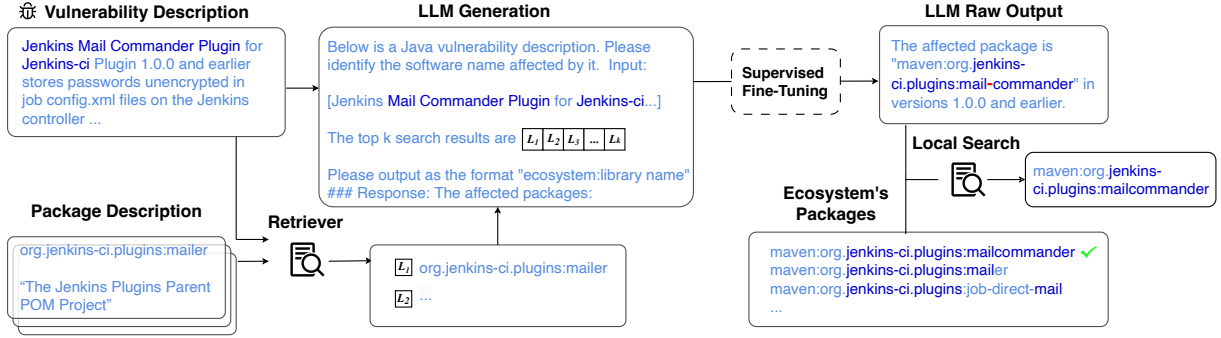 Vulnerability Description
Jenkins Mail Commander Plugin for
Jenkins-ci Plugin 1.0.0 and earlier
stores passwords unencrypted in
job config.xml files on the Jenkins
controller ...
Package Description
org.jenkins-ci.plugins:mailer
“The Jenkins Plugins Parent
POM Project”
Retriever
LLM Generation
Below is a Java vulnerability description. Please
identify the software name affected by it.  Input:
[Jenkins Mail Commander Plugin for Jenkins-ci...]
The top k search results are L1 L2 L3 ... Lk
Please output as the format "ecosystem:library name"
### Response: The affected packages:
L1 org.jenkins-ci.plugins:mailer
L2 ...
Supervised
Fine-Tuning
LLM Raw Output
The affected package is
"maven:org.jenkins-
ci.plugins:mail-commander" in
versions 1.0.0 and earlier.
Local Search
maven:org.jenkins-
ci.plugins:mailcommander
Ecosystem's
Packages
maven:org.jenkins-ci.plugins:mailcommander
maven:org.jenkins-ci.plugins:mailer
maven:org.jenkins-ci.plugins:job-direct-mail
...